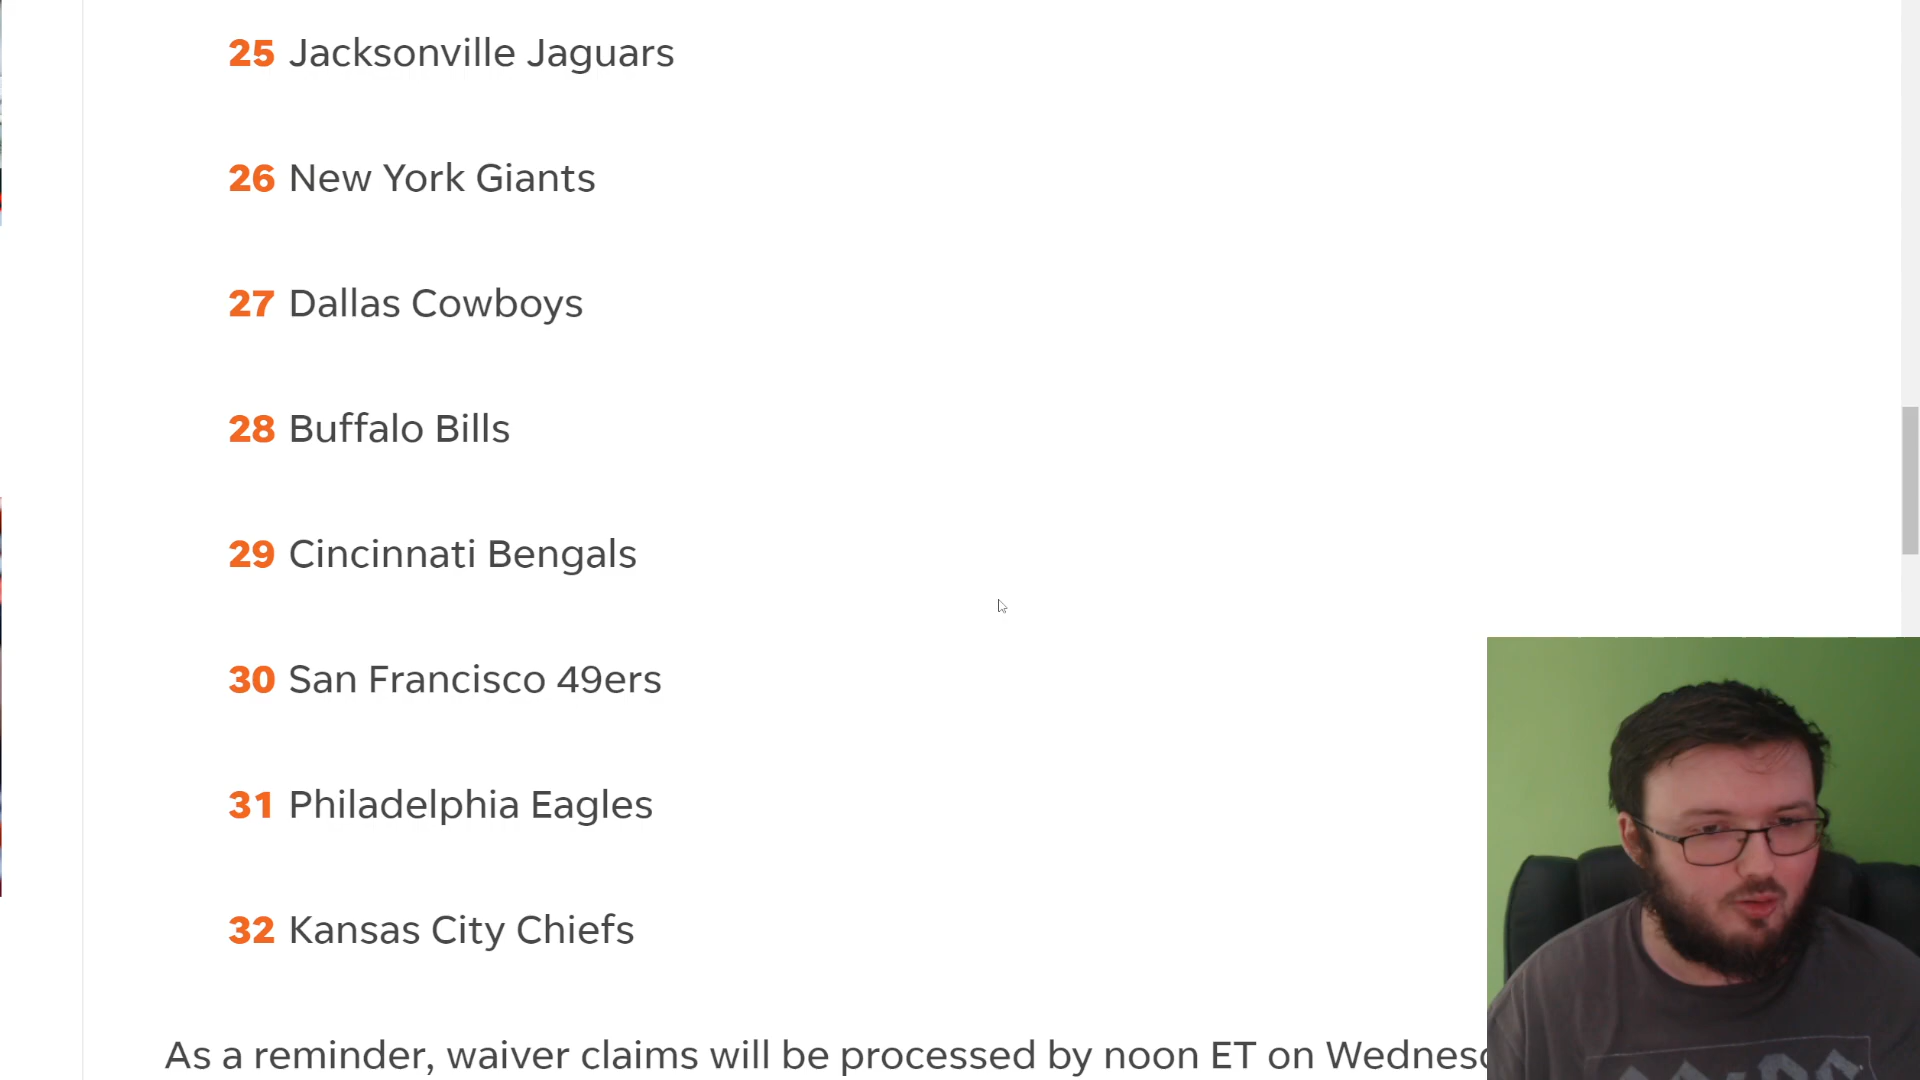 25 Jacksonville Jaguars
26 New York Giants
27 Dallas Cowboys
28 Buffalo Bills
29 Cincinnati Bengals
30 San Francisco 49ers
31 Philadelphia Eagles
32 Kansas City Chiefs
As a reminder, waiver claims will be processed by noon ET on